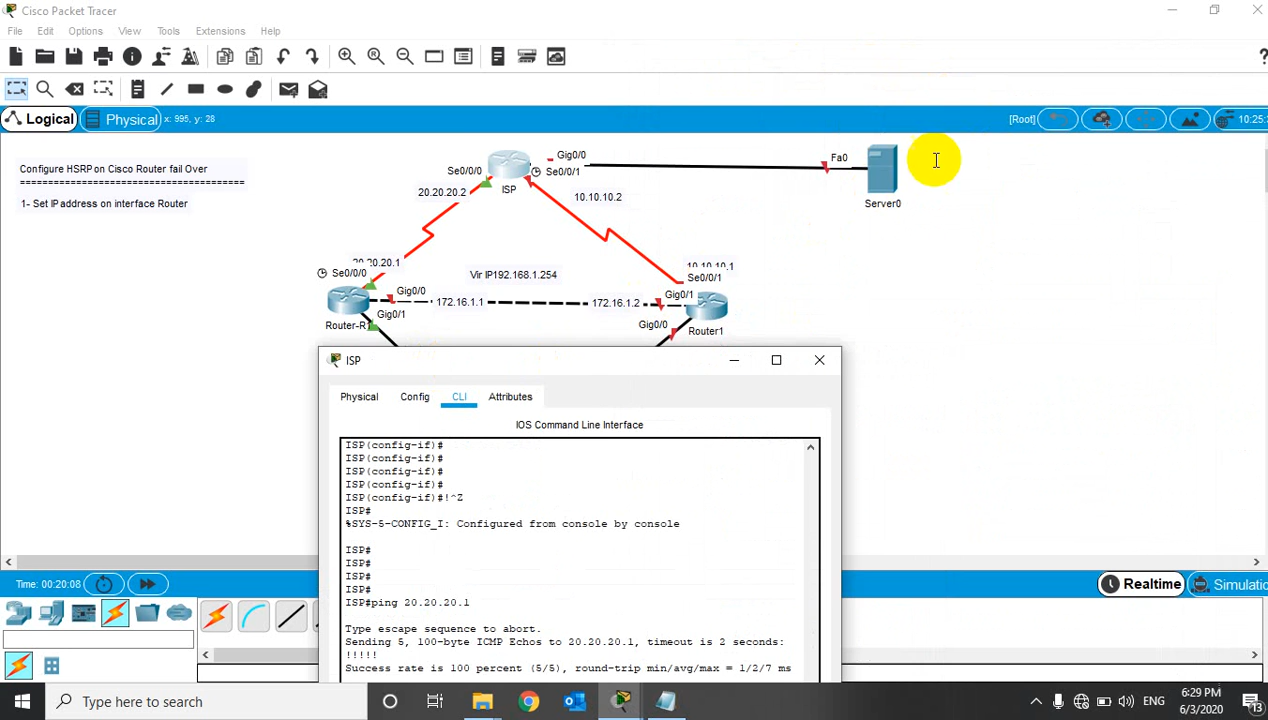 Cisco Packet Tracer
File Edit Options View Tools Extensions Help
Logical Physical x: 995, y: 28 [Root] 10:25:
Configure HSRP on Cisco Router fail Over
=========================================
1- Set IP address on interface Router
Gig0/0
Fa0
Se0/0/0
Se0/0/1
ISP
20.20.20.2
10.10.10.2
Server0
20.20.20.1
10.10.10.1
Se0/0/0
Vir IP192.168.1.254
Se0/0/1
Gig0/0
Gig0/1
172.16.1.1
172.16.1.2
Gig0/1
Gig0/0
Router-R1
Router1
ISP
Physical Config CLI Attributes
IOS Command Line Interface
ISP(config-if)#
ISP(config-if)#
ISP(config-if)#
ISP(config-if)#
ISP(config-if)#!^Z
ISP#
%SYS-5-CONFIG_I: Configured from console by console
ISP#
ISP#
ISP#
ISP#
ISP#ping 20.20.20.1
Type escape sequence to abort.
Sending 5, 100-byte ICMP Echos to 20.20.20.1, timeout is 2 seconds:
!!!!!
Success rate is 100 percent (5/5), round-trip min/avg/max = 1/2/7 ms
Time: 00:20:08
Realtime Simulatio
Type here to search
ENG
6:29 PM
6/3/2020
13